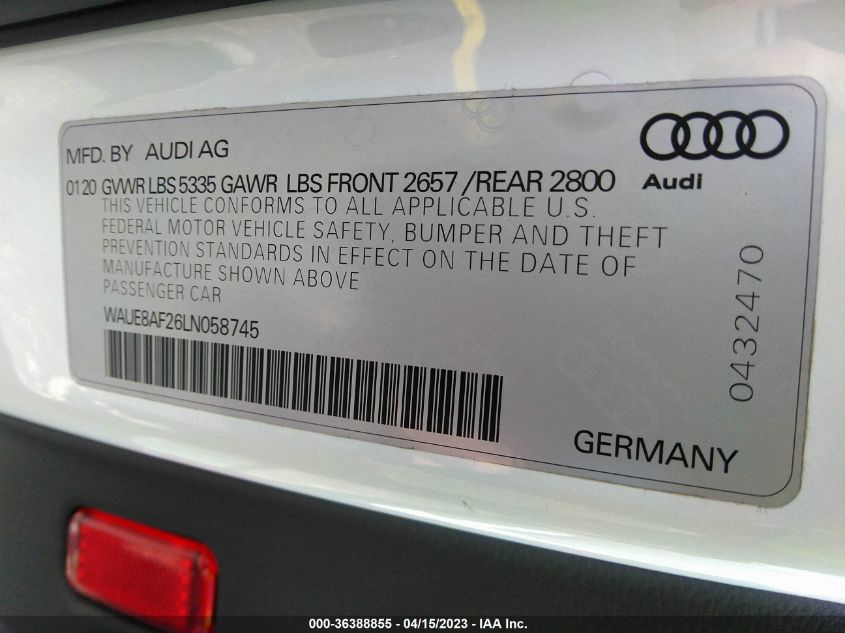 MFD. BY AUDI AG
0120 GVWR LBS 5335 GAWR LBS FRONT 2657 /REAR 2800
THIS VEHICLE CONFORMS TO ALL APPLICABLE U.S.
FEDERAL MOTOR VEHICLE SAFETY, BUMPER AND THEFT
PREVENTION STANDARDS IN EFFECT ON THE DATE OF
MANUFACTURE SHOWN ABOVE
PASSENGER CAR
WAUE8AF26LN058745
Audi
0432470
GERMANY
000-36388855 - 04/15/2023 - IAA Inc.